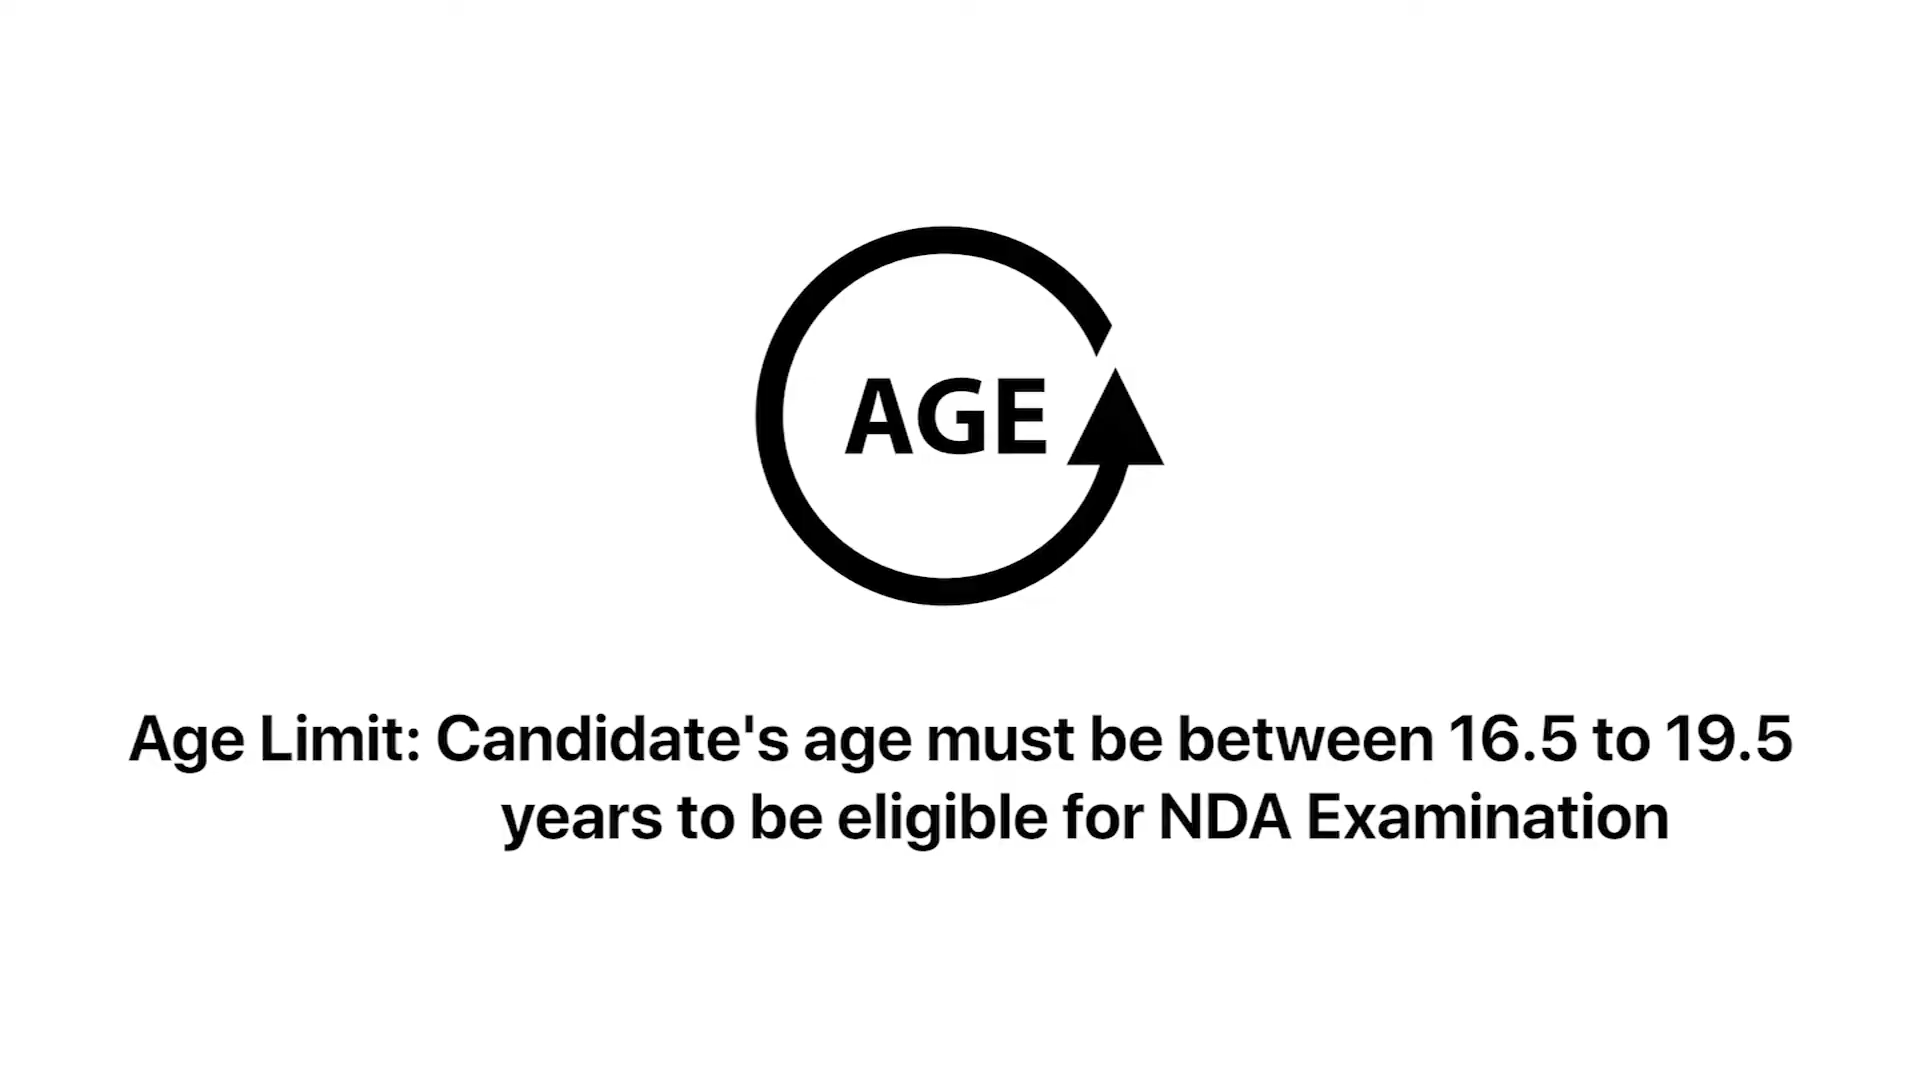 AGE
Age Limit: Candidate's age must be between 16.5 to 19.5
years to be eligible for NDA Examination